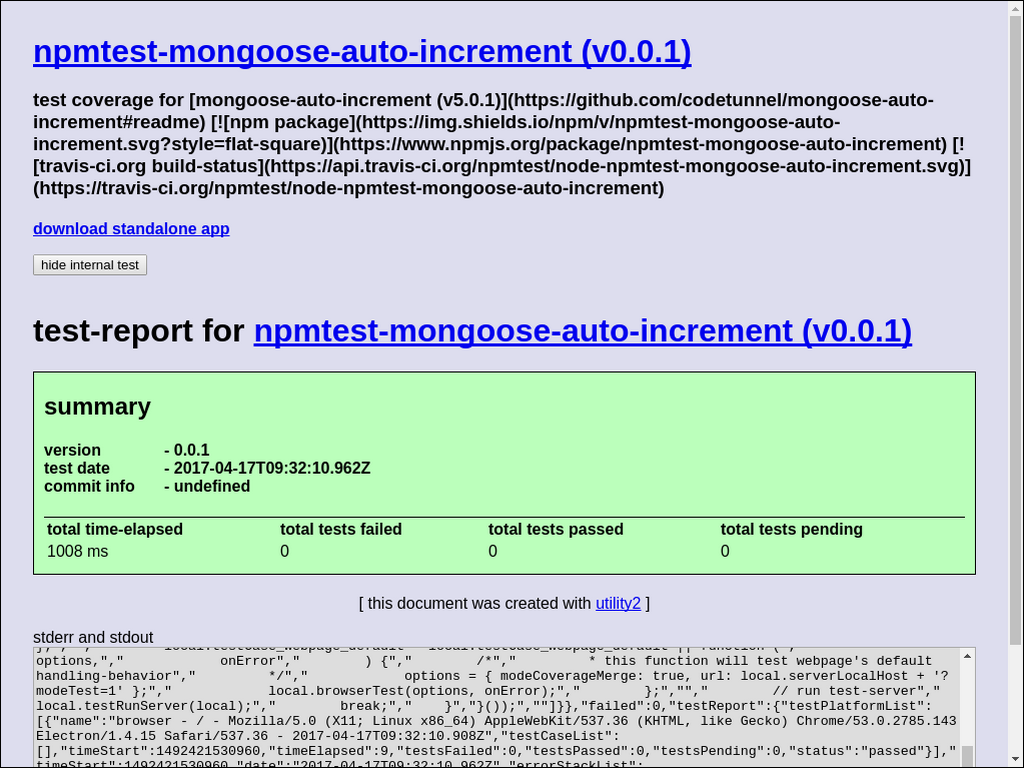 npmtest-mongoose-auto-increment (v0.0.1)
test coverage for [mongoose-auto-increment (v5.0.1)](https://github.com/codetunnel/mongoose-auto-
increment#readme) [![npm package](https://img.shields.io/npm/v/npmtest-mongoose-auto-
increment.svg?style=flat-square)](https://www.npmjs.org/package/npmtest-mongoose-auto-increment) [!
[travis-ci.org build-status](https://api.travis-ci.org/npmtest/node-npmtest-mongoose-auto-increment.svg)]
(https://travis-ci.org/npmtest/node-npmtest-mongoose-auto-increment)
download standalone app
hide internal test
test-report for npmtest-mongoose-auto-increment (v0.0.1)
summary
version - 0.0.1
test date - 2017-04-17T09:32:10.962Z
commit info - undefined
total time-elapsed total tests failed total tests passed total tests pending
1008 ms 0 0 0
[ this document was created with utility2 ]
stderr and stdout
options,"," onError"," ) {"," /*"," * this function will test webpage's default
handling-behavior"," */"," options = { modeCoverageMerge: true, url: local.serverLocalHost + '?
modeTest=1' };"," local.browserTest(options, onError);"," };",""," // run test-server","
local.testRunServer(local);"," break;"," }","}());",""]}},"failed":0,"testReport":{"testPlatformList":
[{"name":"browser - / - Mozilla/5.0 (X11; Linux x86_64) AppleWebKit/537.36 (KHTML, like Gecko) Chrome/53.0.2785.143
Electron/1.4.15 Safari/537.36 - 2017-04-17T09:32:10.908Z","testCaseList":
[],"timeStart":1492421530960,"timeElapsed":9,"testsFailed":0,"testsPassed":0,"testsPending":0,"status":"passed"}],"
timeStart":1492421530960,"date":"2017-04-17T09:32:10.962Z","errorStackList":